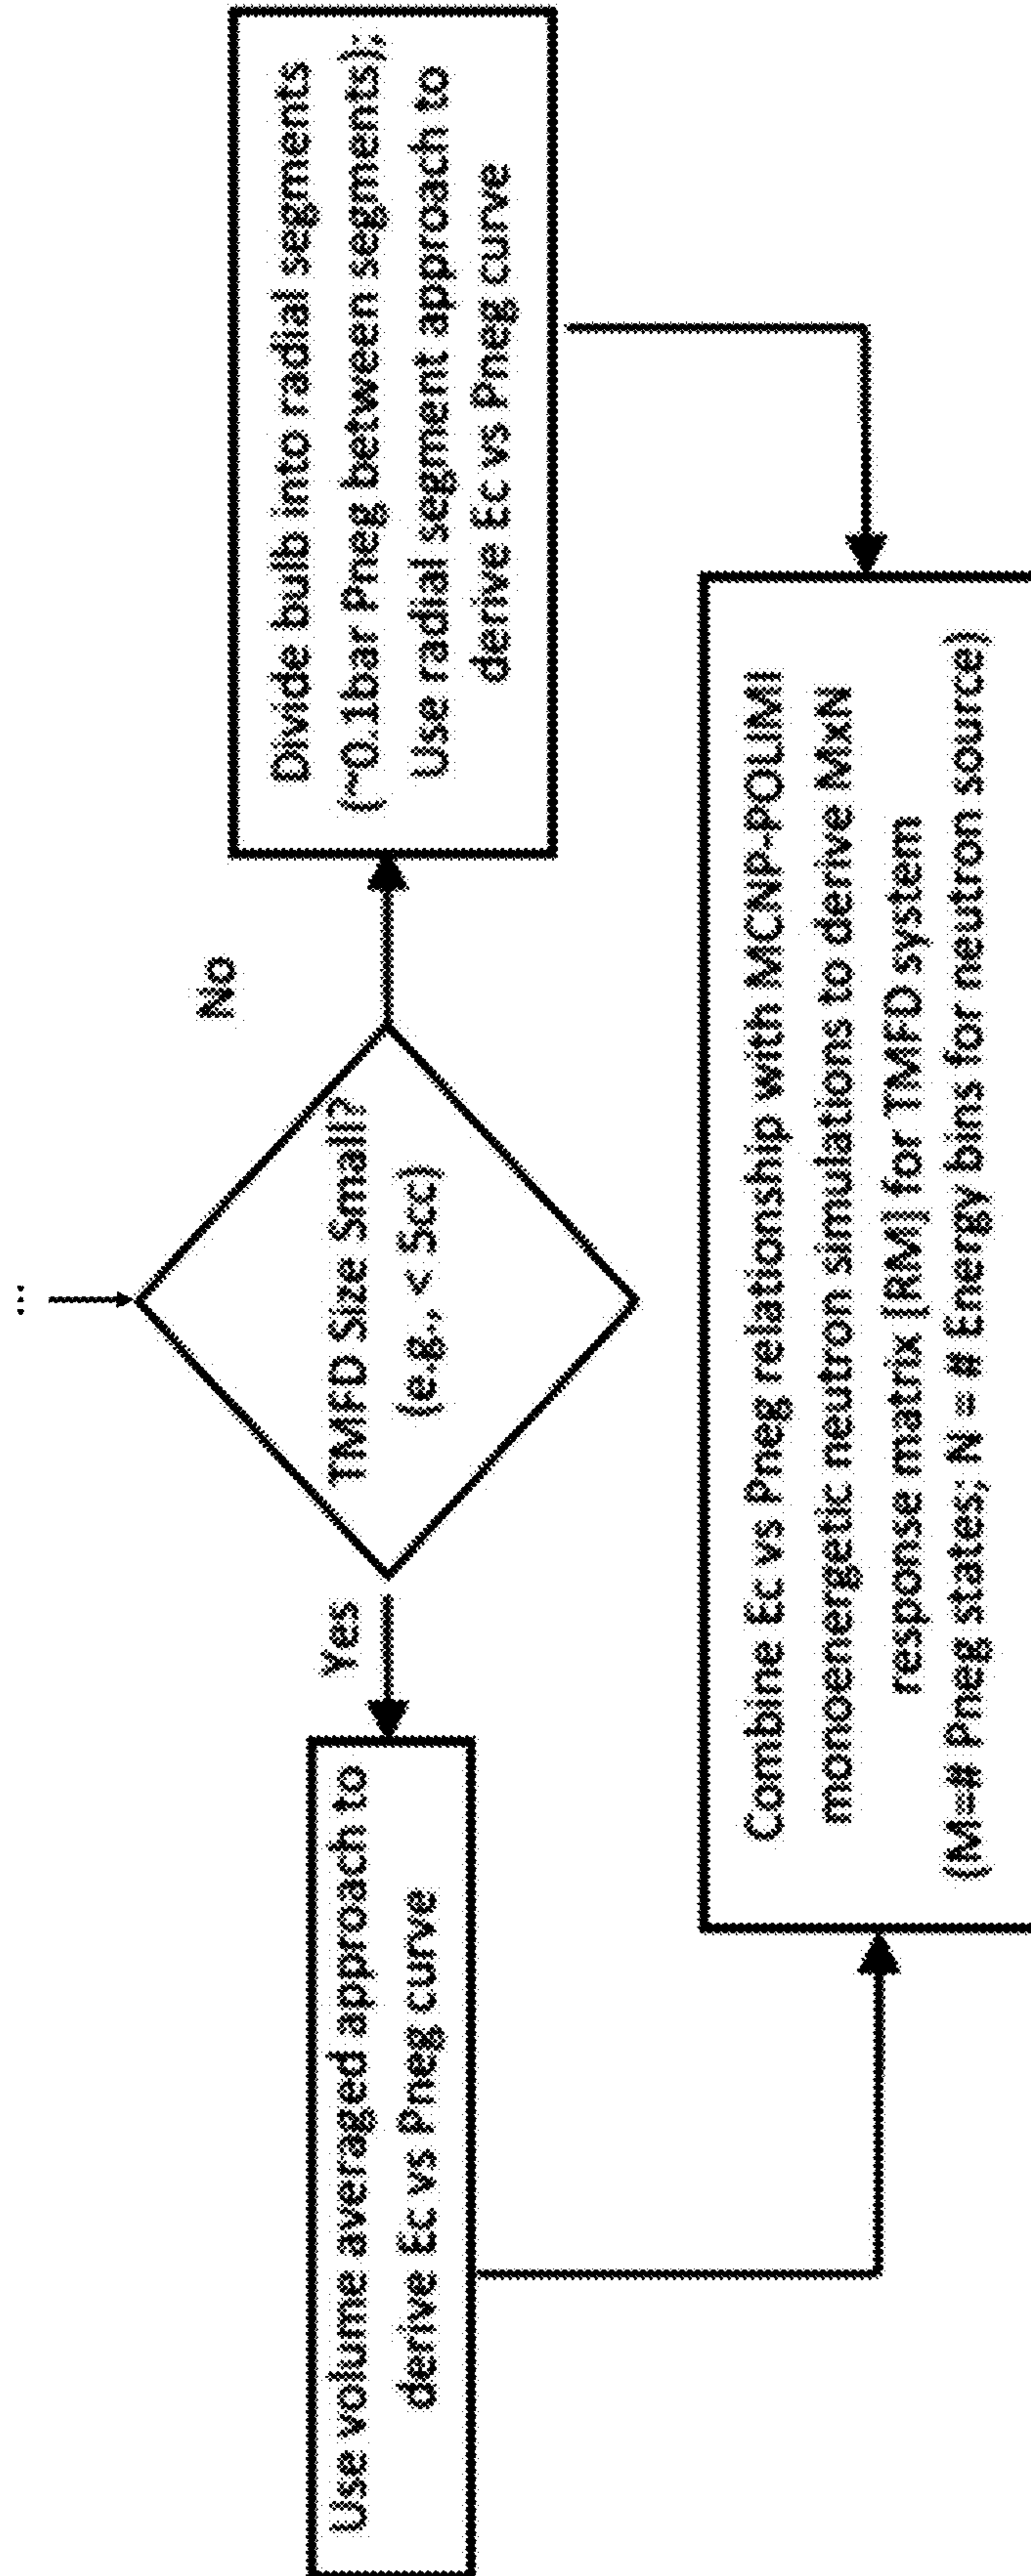 ...
TMFD Size Small?
(e.g., < 5cc)
Yes
No
Use volume averaged approach to
derive Ec vs Pneg curve
Divide bulb into radial segments
(~0.1bar Pneg between segments);
Use radial segment approach to
derive Ec vs Pneg curve
Combine Ec vs Pneg relationship with MCNP-POLIMI
monoenergetic neutron simulations to derive MxN
response matrix [RM] for TMFD system
(M=# Pneg states; N = # Energy bins for neutron source)